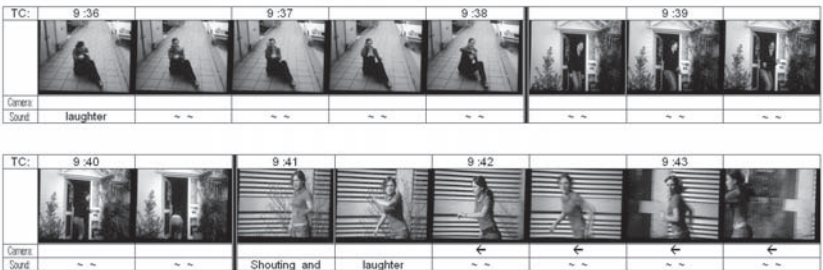 TC: 9 :36 9 :37 9 :38 9 :39
Camera:
Sound: laughter ~ ~ ~ ~ ~ ~ ~ ~ ~ ~ ~ ~ ~ ~
TC: 9 :40 9 :41 9 :42 9 :43
Camera: ← ← ← ←
Sound: ~ ~ ~ ~ Shouting and laughter ~ ~ ~ ~ ~ ~ ~ ~